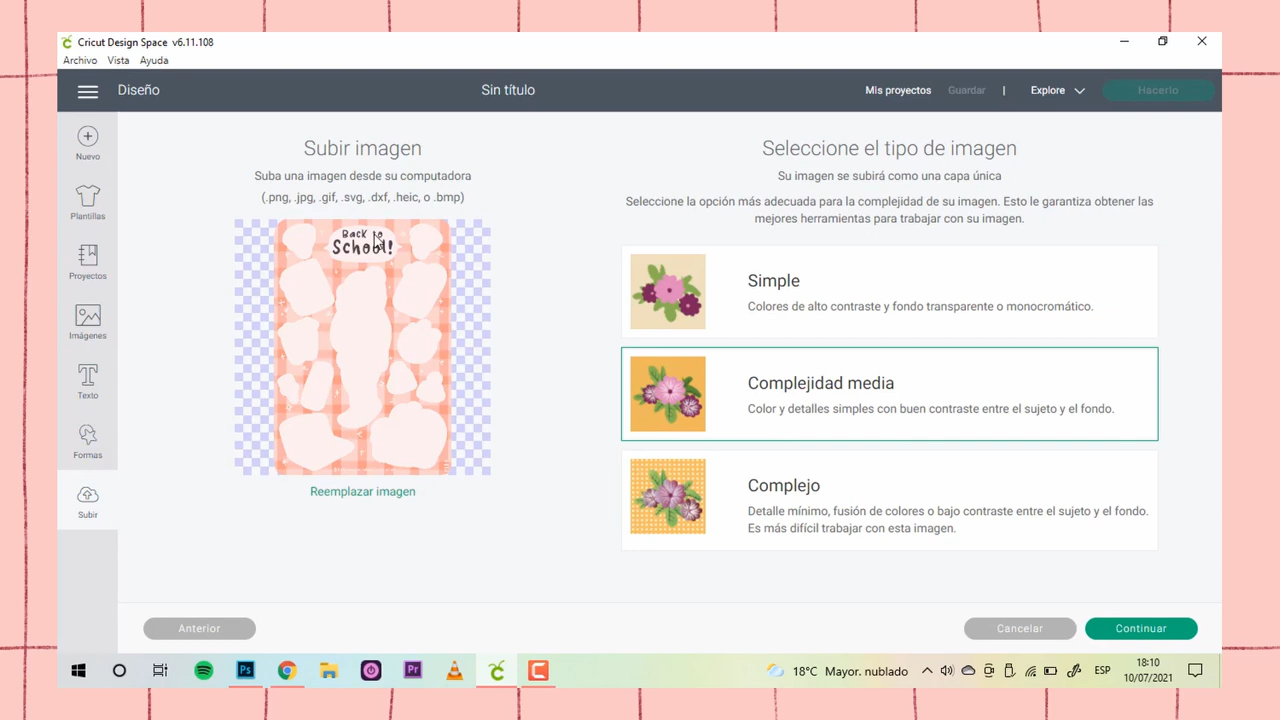 Cricut Design Space v6.11.108
Archivo Vista Ayuda
Diseño
Sin título
Mis proyectos Guardar | Explore Hacerlo
Nuevo
Plantillas
Proyectos
Imágenes
Texto
Formas
Subir
Subir imagen
Suba una imagen desde su computadora
(.png, .jpg, .gif, .svg, .dxf, .heic, o .bmp)
Back to
School!
Reemplazar imagen
Seleccione el tipo de imagen
Su imagen se subirá como una capa única
Seleccione la opción más adecuada para la complejidad de su imagen. Esto le garantiza obtener las
mejores herramientas para trabajar con su imagen.
Simple
Colores de alto contraste y fondo transparente o monocromático.
Complejidad media
Color y detalles simples con buen contraste entre el sujeto y el fondo.
Complejo
Detalle mínimo, fusión de colores o bajo contraste entre el sujeto y el fondo.
Es más difícil trabajar con esta imagen.
Anterior
Cancelar
Continuar
Ps
Pr
18°C Mayor. nublado
ESP
18:10
10/07/2021